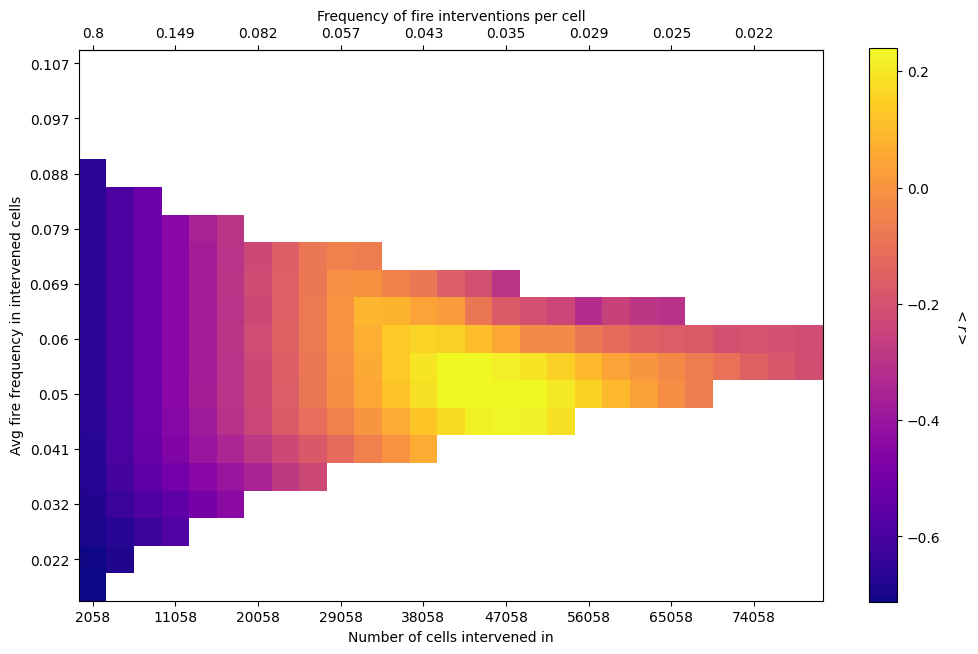 Frequency of fire interventions per cell
0.8 0.149 0.082 0.057 0.043 0.035 0.029 0.025 0.022
Avg fire frequency in intervened cells
0.107
0.097
0.088
0.079
0.069
0.06
0.05
0.041
0.032
0.022
2058 11058 20058 29058 38058 47058 56058 65058 74058
Number of cells intervened in
0.2
0.0
−0.2
−0.4
−0.6
< r >